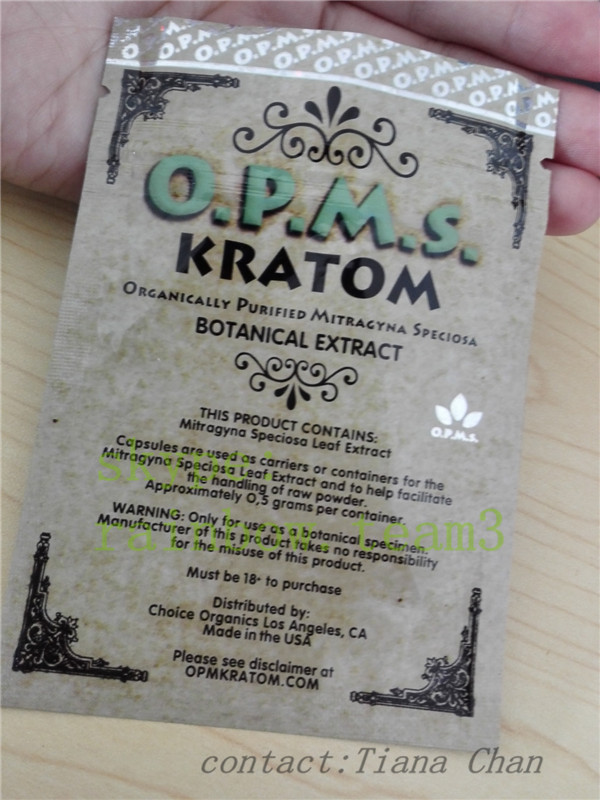 O.P.M.S. O.P.M.S. O.P.M.S. O.P.M.S.
O.P.M.S.
KRATOM
ORGANICALLY PURIFIED MITRAGYNA SPECIOSA
BOTANICAL EXTRACT
O.P.M.S.
THIS PRODUCT CONTAINS:
Mitragyna Speciosa Leaf Extract
Capsules are used as carriers or containers for the
Mitragyna Speciosa Leaf Extract and to help facilitate
the handling of raw powder.
Approximately 0,5 grams per container.
WARNING: Only for use as a Botanical specimen.
Manufacturer of this product takes no responsibility
for the misuse of this product.
Must be 18+ to purchase
Distributed by:
Choice Organics Los Angeles, CA
Made in the USA
Please see disclaimer at
OPMKRATOM.COM
contact:Tiana Chan